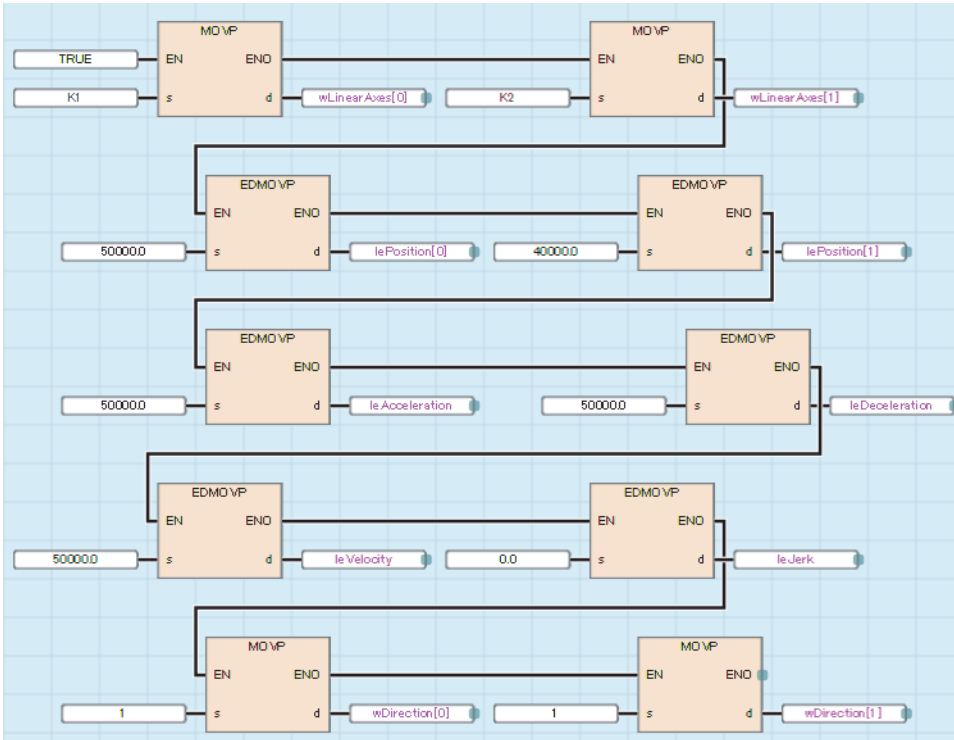 MOVP MOVP
TRUE EN ENO EN ENO
K1 s d wLinearAxes[0] K2 s d wLinearAxes[1]
EDMOVP EDMOVP
EN ENO EN ENO
50000.0 s d lePosition[0] 40000.0 s d lePosition[1]
EDMOVP EDMOVP
EN ENO EN ENO
50000.0 s d leAcceleration 50000.0 s d leDeceleration
EDMOVP EDMOVP
EN ENO EN ENO
50000.0 s d leVelocity 0.0 s d leJerk
MOVP MOVP
EN ENO EN ENO
1 s d wDirection[0] 1 s d wDirection[1]